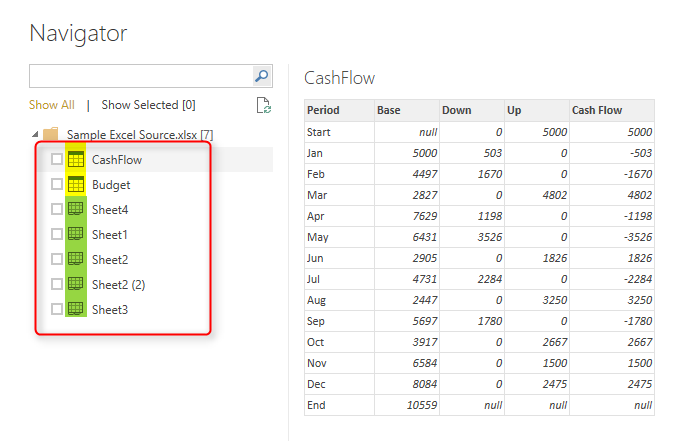 Navigator
Show All | Show Selected [0]
Sample Excel Source.xlsx [7]
CashFlow
Budget
Sheet4
Sheet1
Sheet2
Sheet2 (2)
Sheet3
CashFlow
Period Base Down Up Cash Flow
Start null 0 5000 5000
Jan 5000 503 0 -503
Feb 4497 1670 0 -1670
Mar 2827 0 4802 4802
Apr 7629 1198 0 -1198
May 6431 3526 0 -3526
Jun 2905 0 1826 1826
Jul 4731 2284 0 -2284
Aug 2447 0 3250 3250
Sep 5697 1780 0 -1780
Oct 3917 0 2667 2667
Nov 6584 0 1500 1500
Dec 8084 0 2475 2475
End 10559 null null null